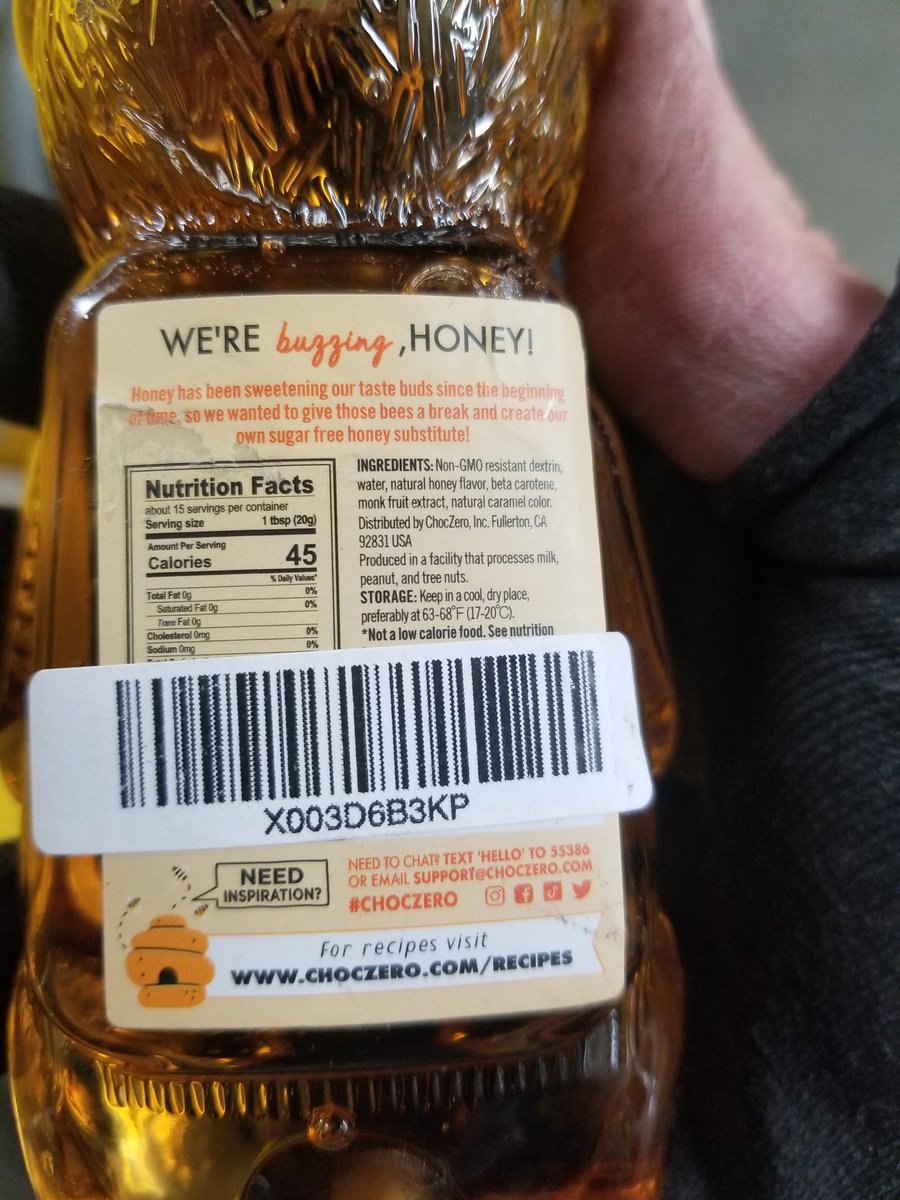 WE'RE buzzing, HONEY!
Honey has been sweetening our taste buds since the beginning
of time, so we wanted to give those bees a break and create our
own sugar free honey substitute!
Nutrition Facts
about 15 servings per container
Serving size 1 tbsp (20g)
Amount Per Serving
Calories 45
% Daily Values*
Total Fat 0g 0%
Saturated Fat 0g 0%
Trans Fat 0g
Cholesterol 0mg 0%
Sodium 0mg 0%
INGREDIENTS: Non-GMO resistant dextrin,
water, natural honey flavor, beta carotene,
monk fruit extract, natural caramel color.
Distributed by ChocZero, Inc. Fullerton, CA
92831 USA
Produced in a facility that processes milk,
peanut, and tree nuts.
STORAGE: Keep in a cool, dry place,
preferably at 63-68°F (17-20°C).
*Not a low calorie food. See nutrition
X003D6B3KP
NEED
INSPIRATION?
NEED TO CHAT? TEXT 'HELLO' TO 55386
OR EMAIL SUPPORT@CHOCZERO.COM
#CHOCZERO
For recipes visit
WWW.CHOCZERO.COM/RECIPES